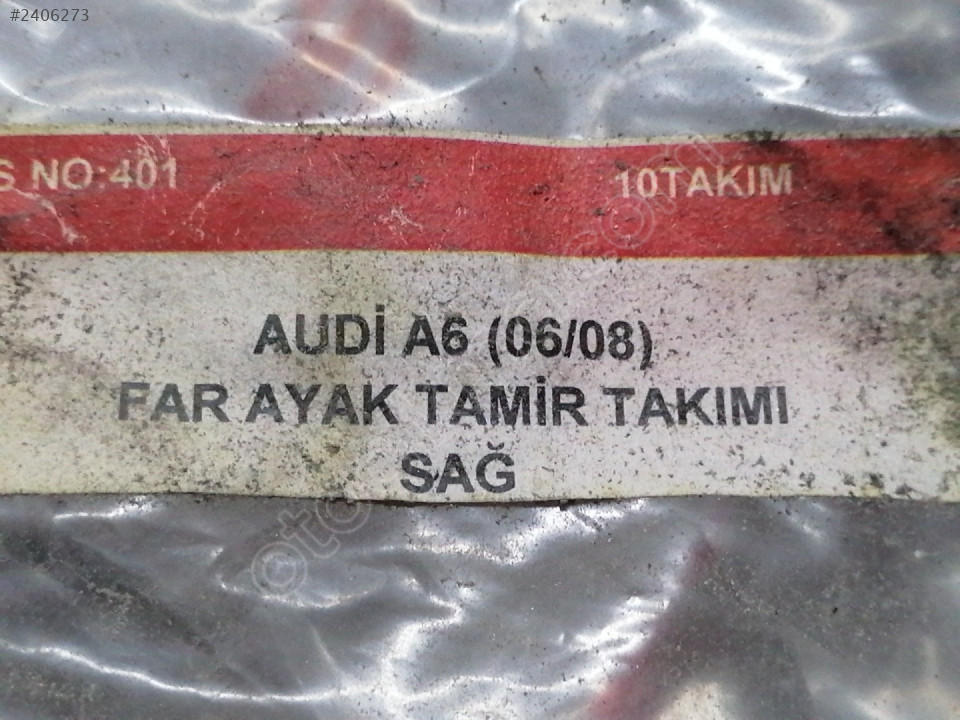 #2406273
S NO:401 10TAKIM
AUDİ A6 (06/08)
FAR AYAK TAMİR TAKIMI
SAĞ